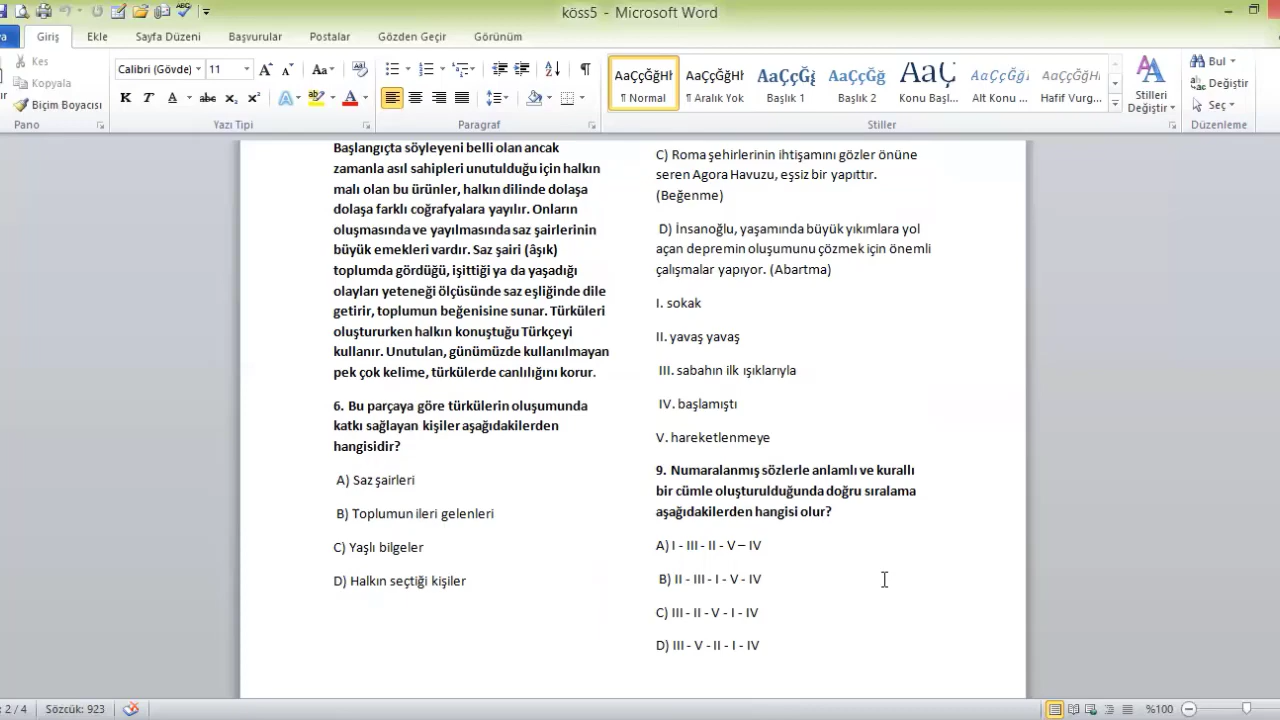 köss5 - Microsoft Word
Giriş Ekle Sayfa Düzeni Başvurular Postalar Gözden Geçir Görünüm
Kes
Kopyala
Biçim Boyacısı
Pano
Calibri (Gövde) 11
Yazı Tipi
Paragraf
AaÇçĞğHł AaÇçĞğHł AaÇçĞğ AaÇçĞğ AaÇ AaÇçĞğl AaÇçĞğHł
¶ Normal ¶ Aralık Yok Başlık 1 Başlık 2 Konu Başl... Alt Konu ... Hafif Vurg...
Stiller
Stilleri
Değiştir
Bul
Değiştir
Seç
Düzenleme
Başlangıçta söyleyeni belli olan ancak
zamanla asıl sahipleri unutulduğu için halkın
malı olan bu ürünler, halkın dilinde dolaşa
dolaşa farklı coğrafyalara yayılır. Onların
oluşmasında ve yayılmasında saz şairlerinin
büyük emekleri vardır. Saz şairi (âşık)
toplumda gördüğü, işittiği ya da yaşadığı
olayları yeteneği ölçüsünde saz eşliğinde dile
getirir, toplumun beğenisine sunar. Türküleri
oluştururken halkın konuştuğu Türkçeyi
kullanır. Unutulan, günümüzde kullanılmayan
pek çok kelime, türkülerde canlılığını korur.
6. Bu parçaya göre türkülerin oluşumunda
katkı sağlayan kişiler aşağıdakilerden
hangisidir?
A) Saz şairleri
B) Toplumun ileri gelenleri
C) Yaşlı bilgeler
D) Halkın seçtiği kişiler
C) Roma şehirlerinin ihtişamını gözler önüne
seren Agora Havuzu, eşsiz bir yapıttır.
(Beğenme)
D) İnsanoğlu, yaşamında büyük yıkımlara yol
açan depremin oluşumunu çözmek için önemli
çalışmalar yapıyor. (Abartma)
I. sokak
II. yavaş yavaş
III. sabahın ilk ışıklarıyla
IV. başlamıştı
V. hareketlenmeye
9. Numaralanmış sözlerle anlamlı ve kurallı
bir cümle oluşturulduğunda doğru sıralama
aşağıdakilerden hangisi olur?
A) I - III - II - V – IV
B) II - III - I - V - IV
C) III - II - V - I - IV
D) III - V - II - I - IV
: 2 / 4 Sözcük: 923 %100